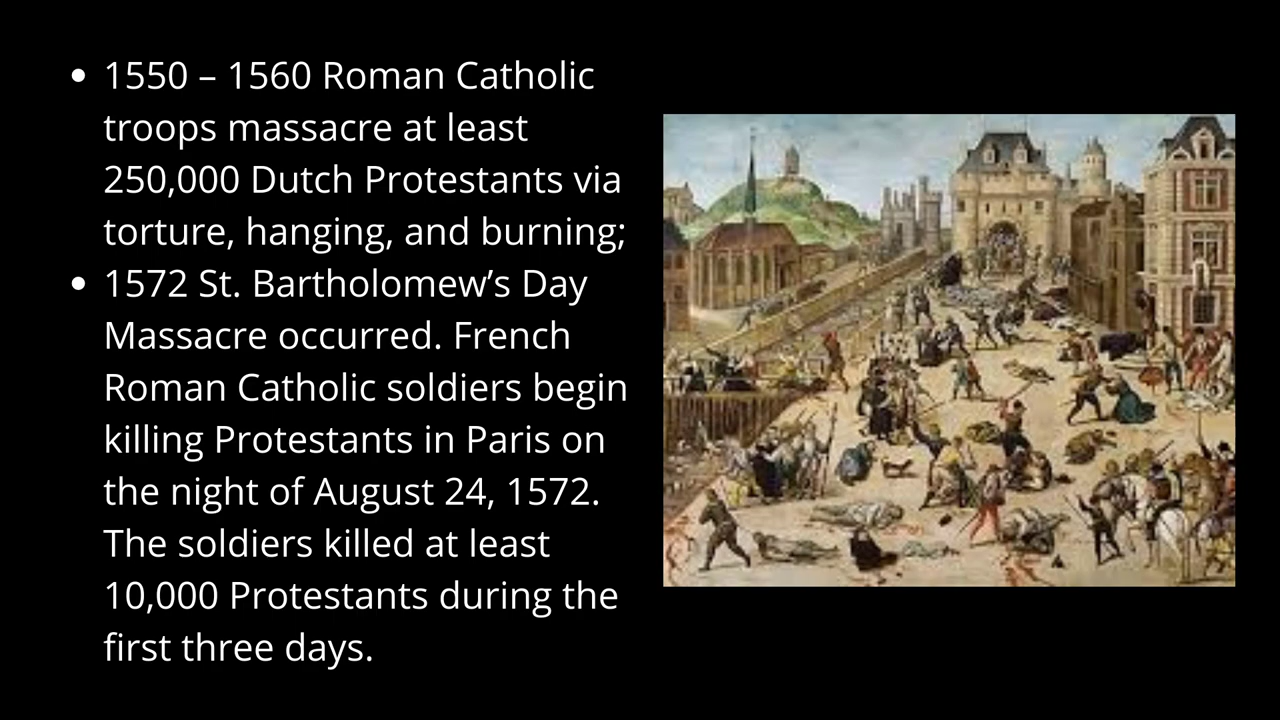 • 1550 – 1560 Roman Catholic
troops massacre at least
250,000 Dutch Protestants via
torture, hanging, and burning;
• 1572 St. Bartholomew’s Day
Massacre occurred. French
Roman Catholic soldiers begin
killing Protestants in Paris on
the night of August 24, 1572.
The soldiers killed at least
10,000 Protestants during the
first three days.